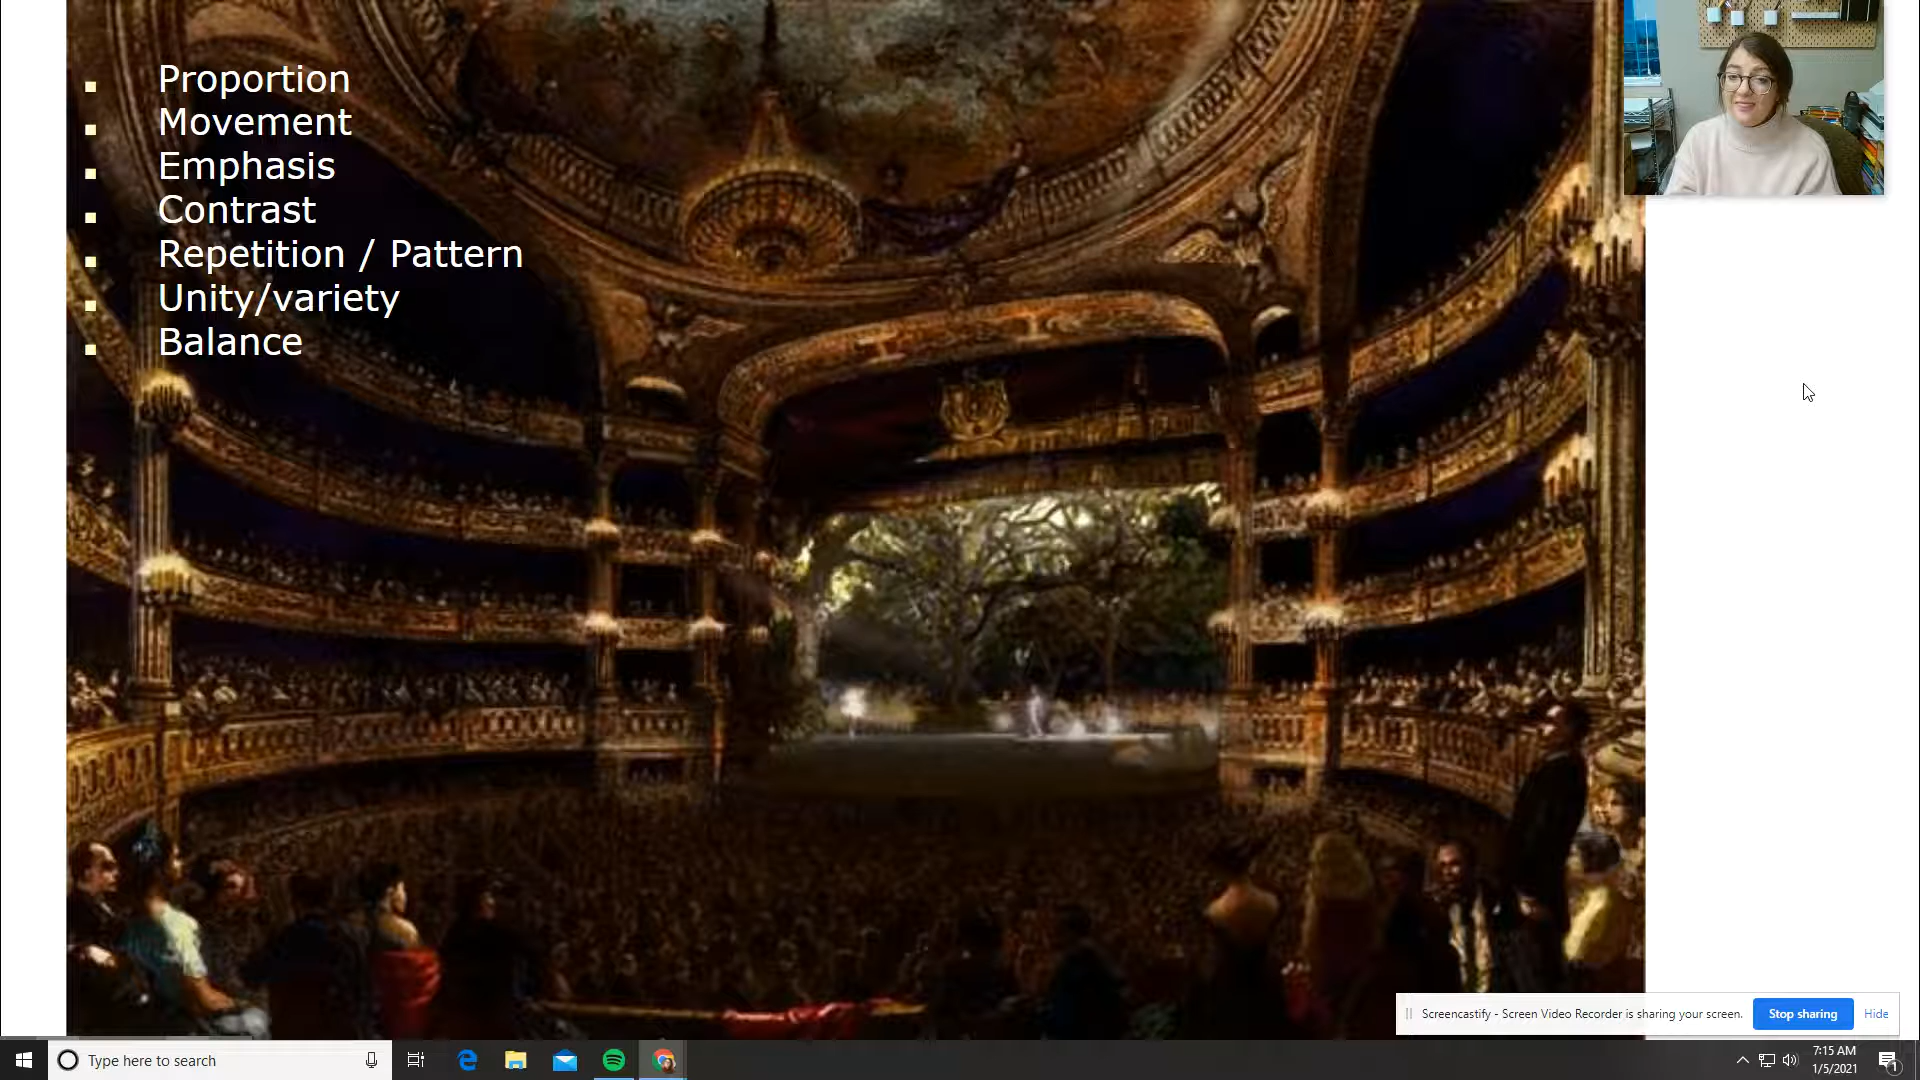 Proportion
Movement
Emphasis
Contrast
Repetition / Pattern
Unity/variety
Balance
Screencastify - Screen Video Recorder is sharing your screen.
Stop sharing
Hide
Type here to search
7:15 AM
1/5/2021
1